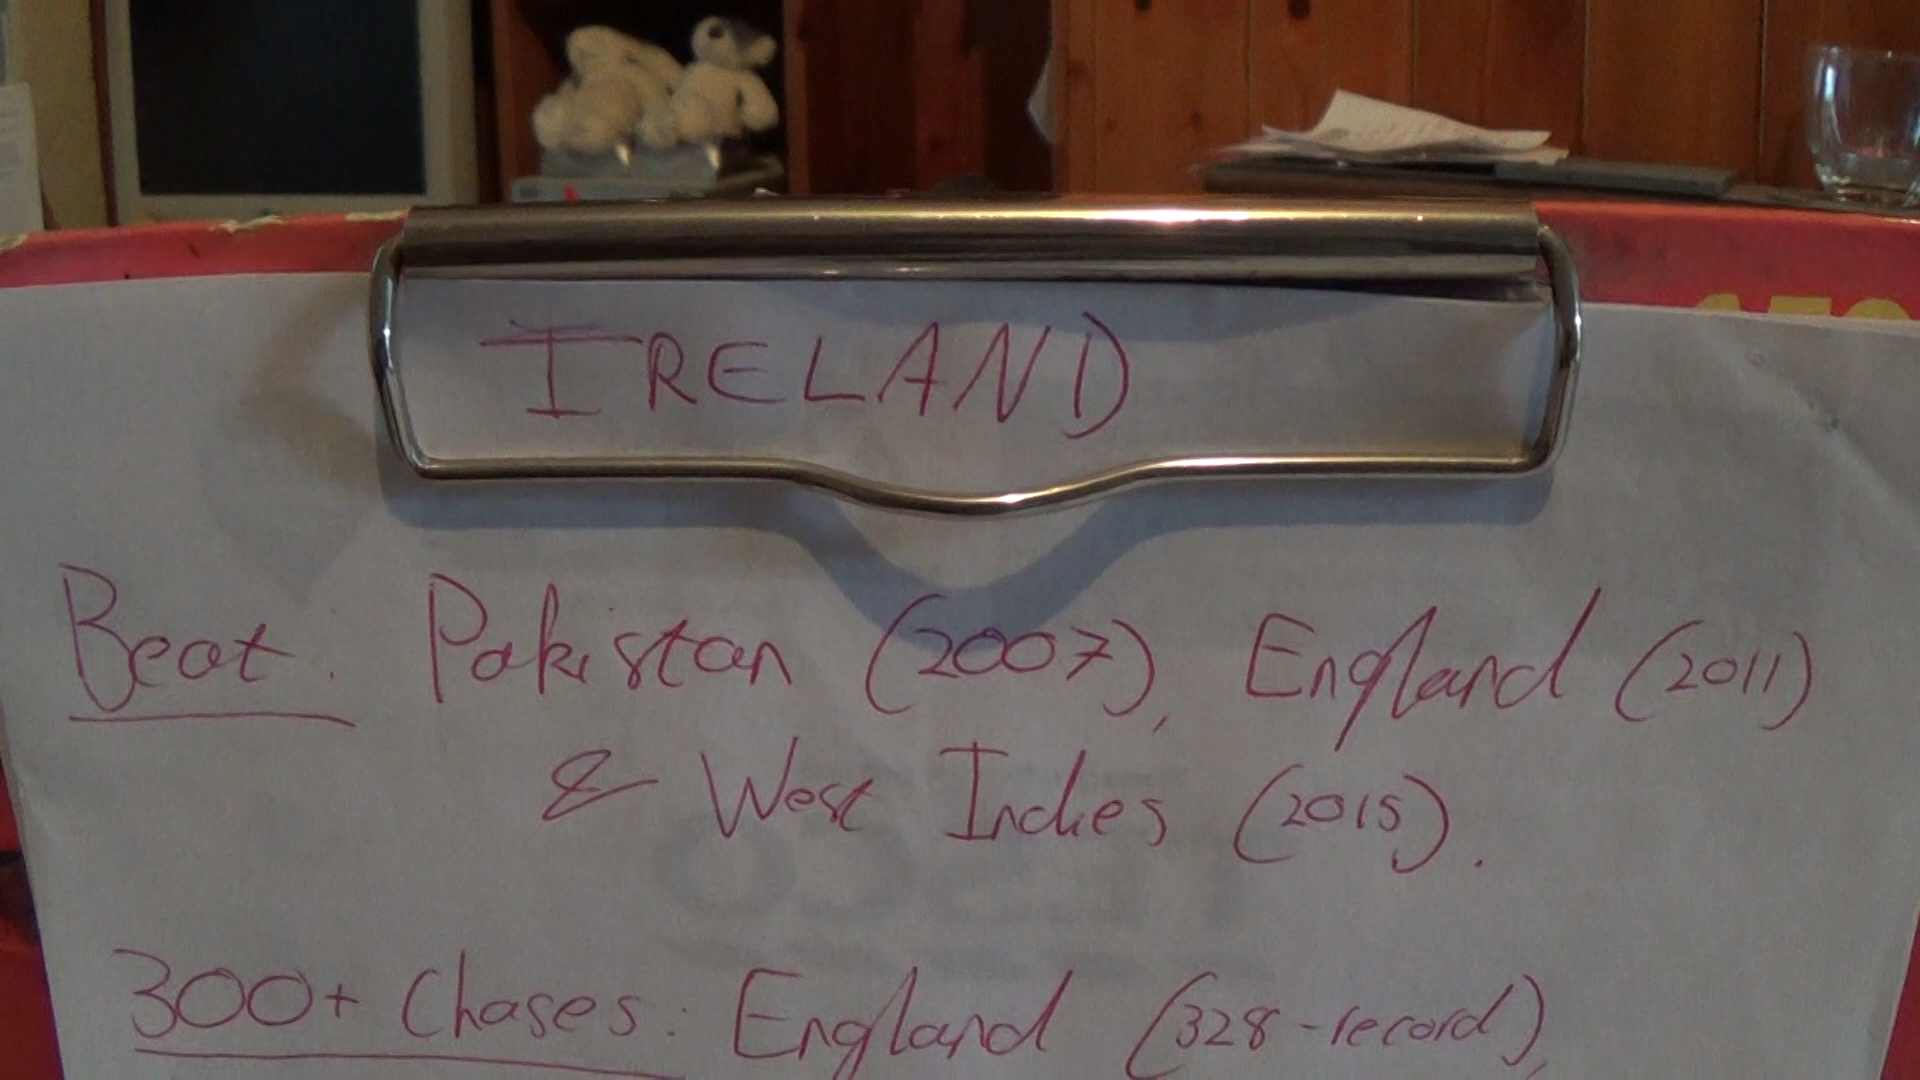 IRELAND
Beat: Pakistan (2007), England (2011)
& West Indies (2015).
300+ Chases: England (328-record),